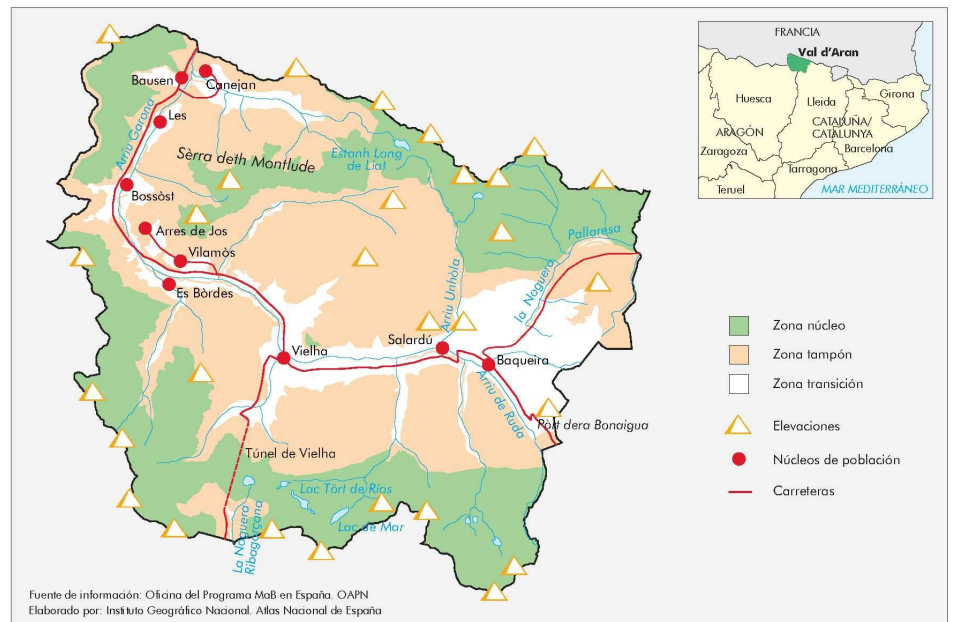 FRANCIA
Val d'Aran
Huesca
Lleida
Girona
CATALUÑA/
CATALUNYA
ARAGÓN
Zaragoza
Barcelona
Tarragona
Teruel
MAR MEDITERRÁNEO
Bausen
Canejan
Les
Arriu Garona
Sèrra deth Montlude
Estanh Long
de Liat
Bossòst
Arres de Jos
Vilamòs
Es Bòrdes
Pallaresa
la Noguera
Arriu Unhòla
Vielha
Salardú
Baqueira
Arriu de Ruda
Pòrt dera Bonaigua
Túnel de Vielha
Lac Tòrt de Ríos
Lac de Mar
La Noguera
Ribagorçana
Zona núcleo
Zona tampón
Zona transición
Elevaciones
Núcleos de población
Carreteras
Fuente de información: Oficina del Programa MaB en España. OAPN
Elaborado por: Instituto Geográfico Nacional. Atlas Nacional de España